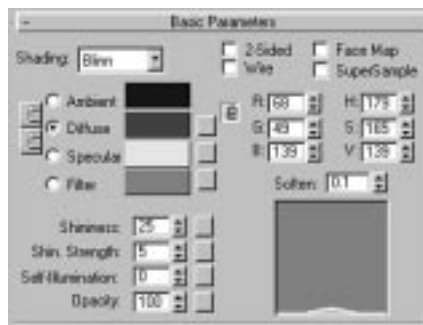 - Basic Parameters
Shading: Blinn
2-Sided Face Map
Wire SuperSample
Ambient
Diffuse
Specular
Filter
R: 68 H: 179
G: 49 S: 165
B: 139 V: 139
Soften: 0.1
Shininess: 25
Shin. Strength: 5
Self-Illumination: 0
Opacity: 100